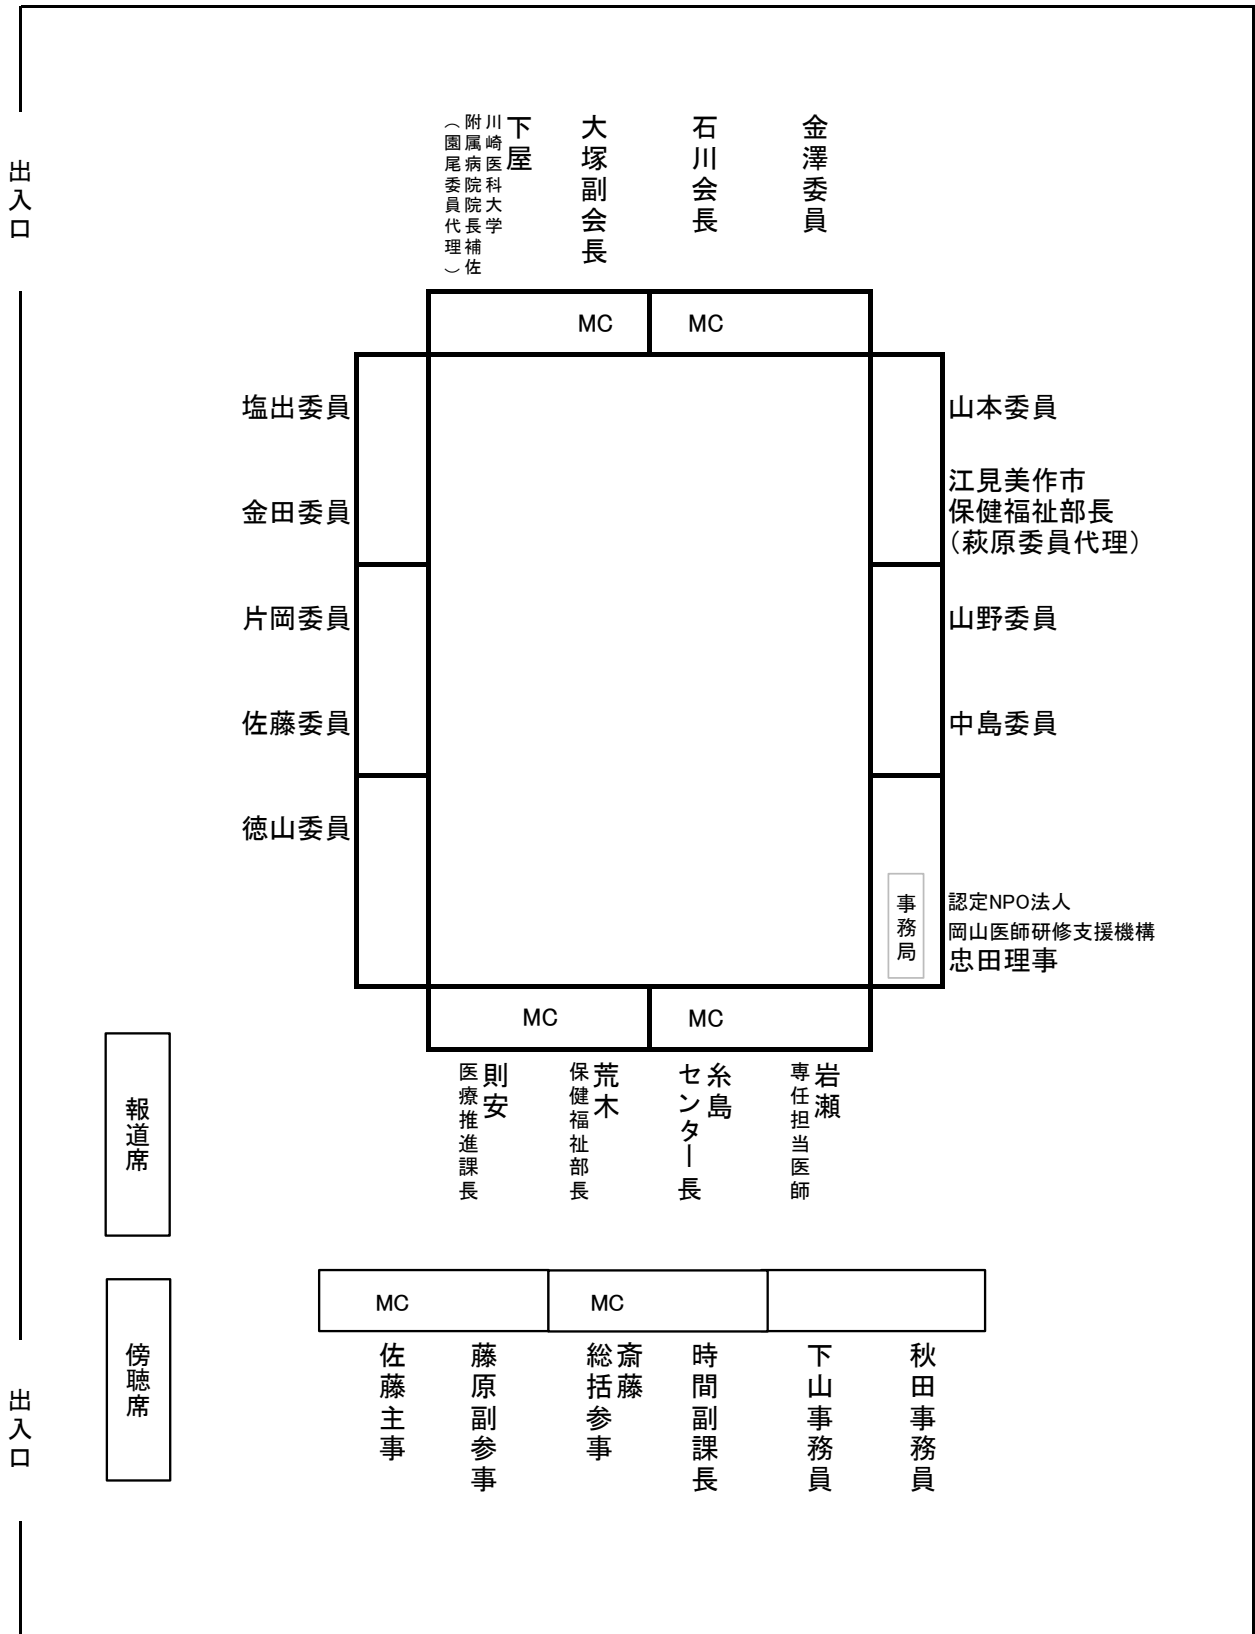 出入口
下屋
川崎医科大学
附属病院院長補佐
（園尾委員代理）
大塚副会長
石川会長
金澤委員
MC
MC
塩出委員
金田委員
片岡委員
佐藤委員
徳山委員
山本委員
江見美作市
保健福祉部長
（萩原委員代理）
山野委員
中島委員
事務局
認定NPO法人
岡山医師研修支援機構
忠田理事
MC
MC
則安
医療推進課長
荒木
保健福祉部長
糸島
センター長
岩瀬
専任担当医師
報道席
傍聴席
出入口
MC
MC
佐藤主事
藤原副参事
斎藤
総括参事
時間副課長
下山事務員
秋田事務員